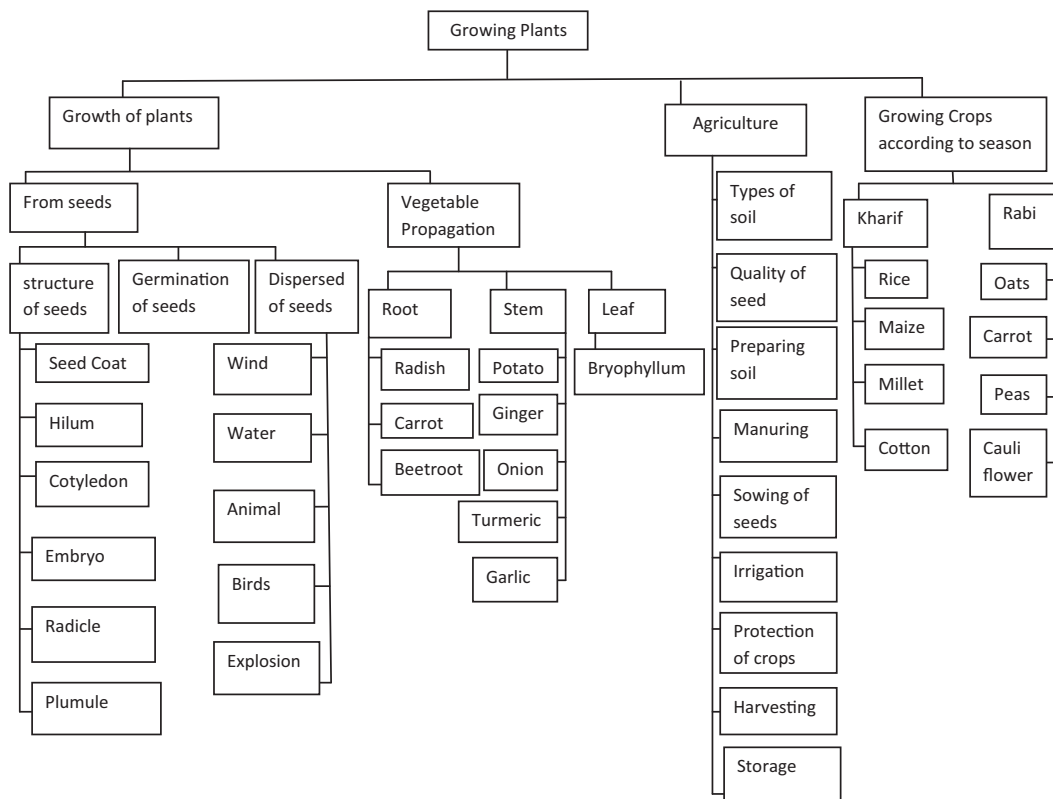 Growing Plants
Growth of plants
Agriculture
Growing Crops
according to season
From seeds
Vegetable
Propagation
structure
of seeds
Germination
of seeds
Dispersed
of seeds
Seed Coat
Hilum
Cotyledon
Embryo
Radicle
Plumule
Wind
Water
Animal
Birds
Explosion
Root
Radish
Carrot
Beetroot
Stem
Potato
Ginger
Onion
Turmeric
Garlic
Leaf
Bryophyllum
Types of
soil
Quality of
seed
Preparing
soil
Manuring
Sowing of
seeds
Irrigation
Protection
of crops
Harvesting
Storage
Kharif
Rice
Maize
Millet
Cotton
Rabi
Oats
Carrot
Peas
Cauli
flower